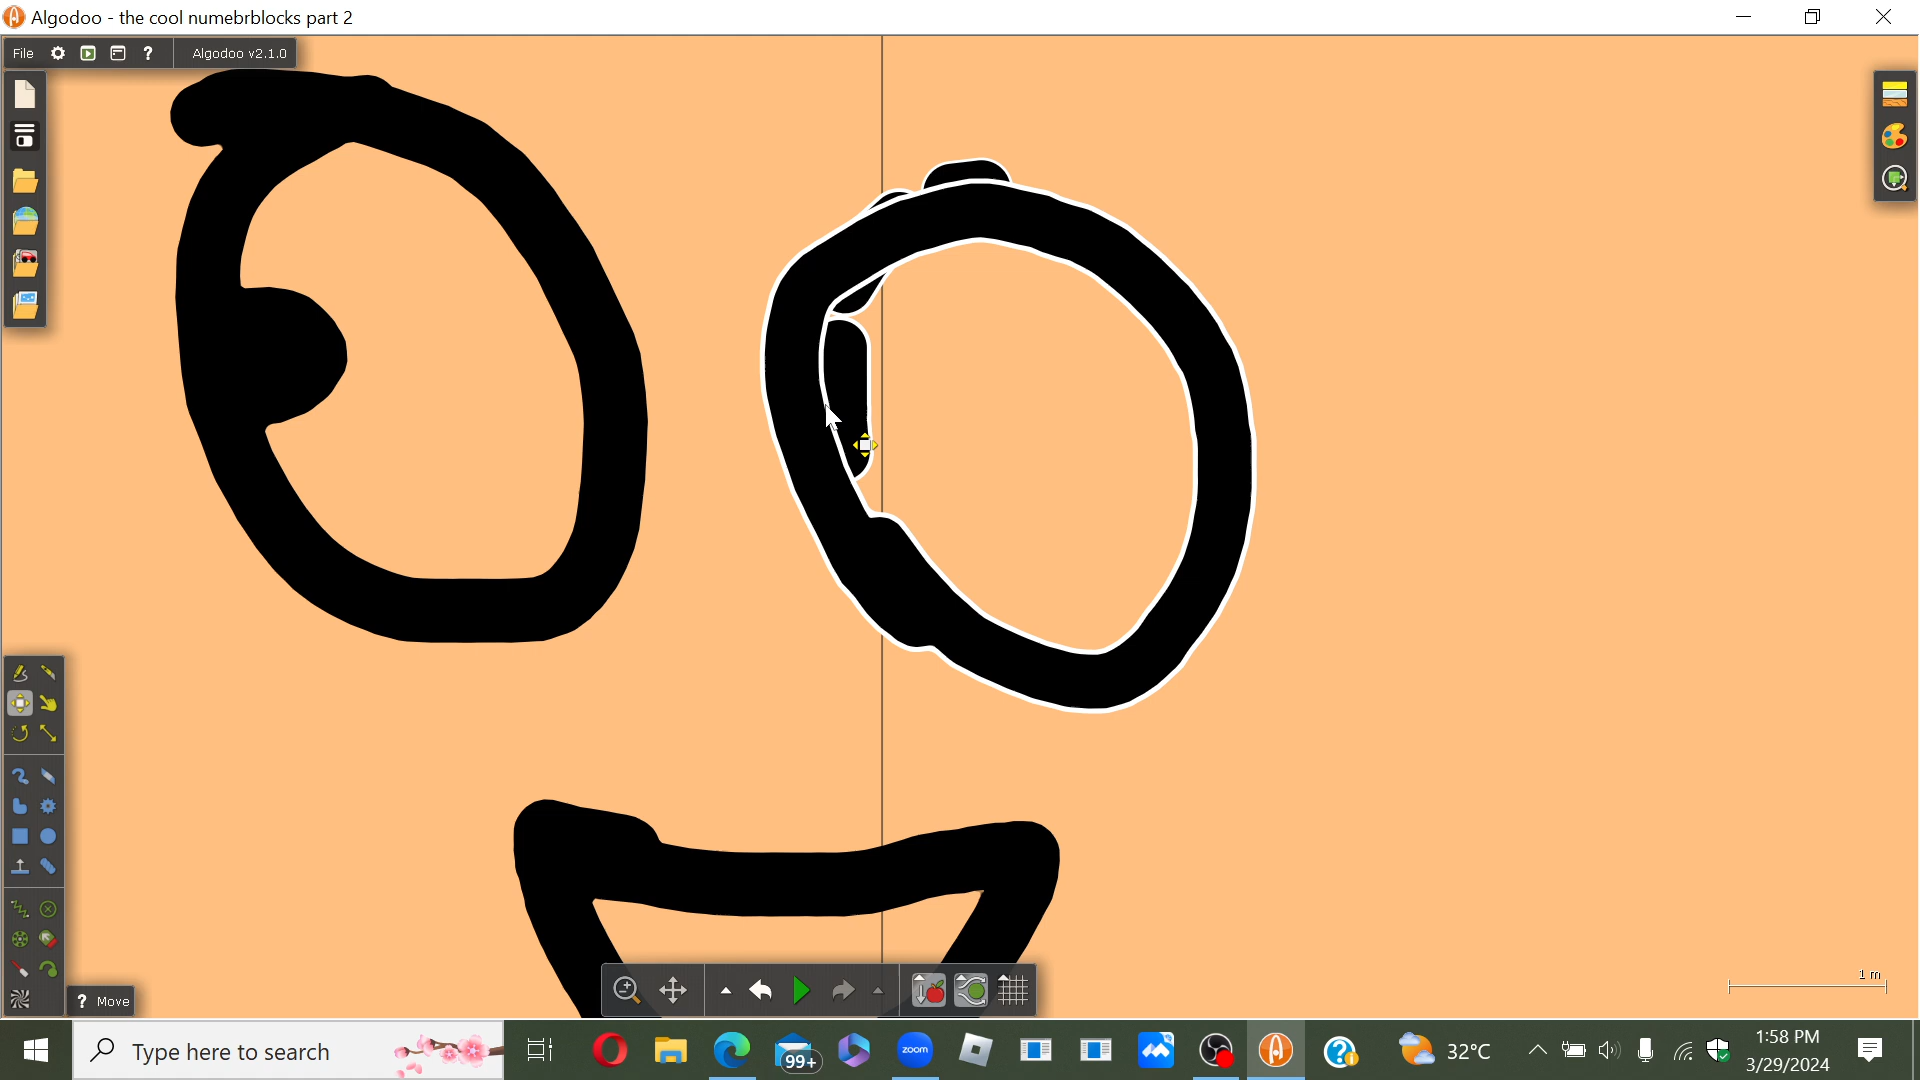 Algodoo - the cool numebrblocks part 2
File ? Algodoo v2.1.0
? Move
1 m
Type here to search
99+
zoom
32°C
1:58 PM
3/29/2024